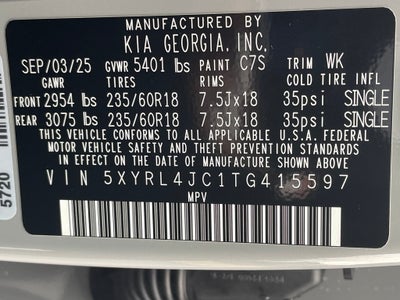 MANUFACTURED BY
KIA GEORGIA, INC.
SEP/03/25 GVWR 5401 lbs PAINT C7S TRIM WK
GAWR TIRES RIMS COLD TIRE INFL
FRONT 2954 lbs 235/60R18 7.5Jx18 35psi SINGLE
REAR 3075 lbs 235/60R18 7.5Jx18 35psi SINGLE
THIS VEHICLE CONFORMS TO ALL APPLICABLE U.S.A. FEDERAL
MOTOR VEHICLE SAFETY AND THEFT PREVENTION STANDARDS IN
EFFECT ON THE DATE OF MANUFACTURE SHOWN ABOVE.
VIN 5XYRL4JC1TG415597
MPV
5720